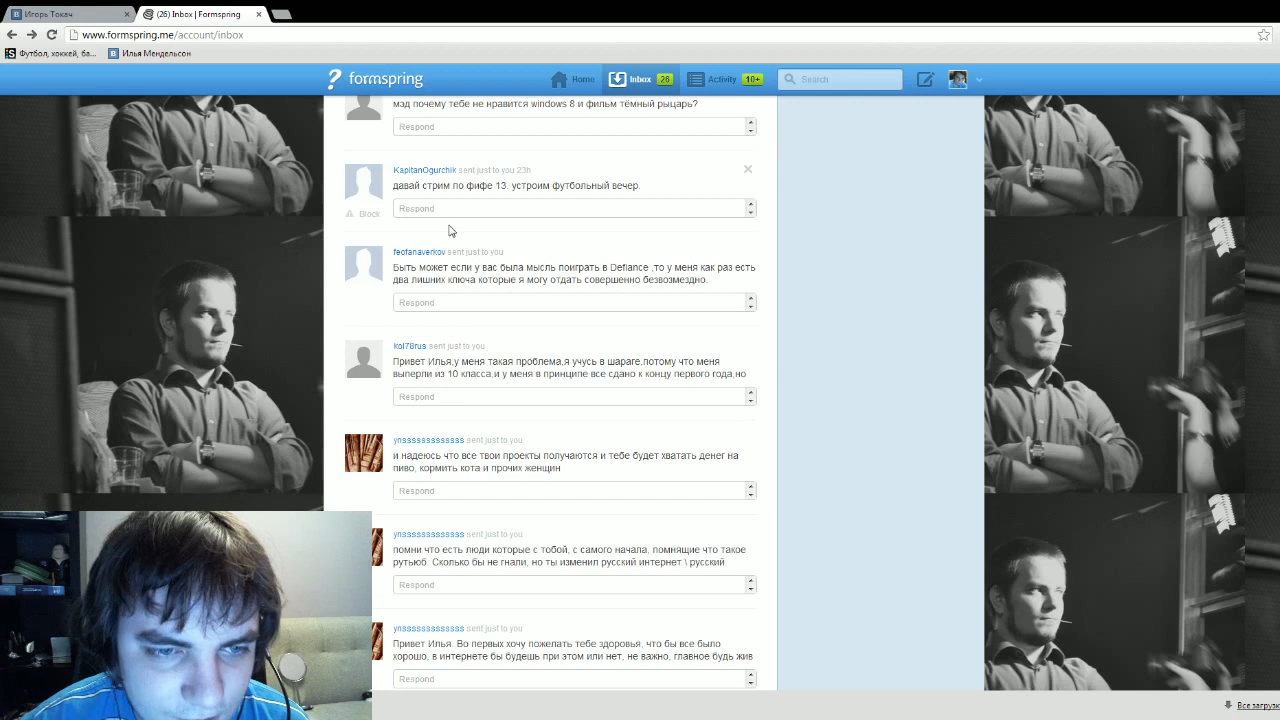 Игорь Токач
(26) Inbox | Formspring
www.formspring.me/account/inbox
Футбол, хоккей, ба...
Илья Мендельсон
formspring
Home
Inbox 26
Activity 10+
Search
мэд почему тебе не нравится windows 8 и фильм тёмный рыцарь?
Respond
KapitanOgurchik sent just to you 23h
давай стрим по фифе 13. устроим футбольный вечер.
Block
Respond
feofanaverkov sent just to you
Быть может если у вас была мысль поиграть в Defiance ,то у меня как раз есть
два лишних ключа которые я могу отдать совершенно безвозмездно.
Respond
kol78rus sent just to you
Привет Илья,у меня такая проблема,я учусь в шараге,потому что меня
выперли из 10 класса,и у меня в принципе все сдано к концу первого года,но
Respond
ynsssssssssssss sent just to you
и надеюсь что все твои проекты получаются и тебе будет хватать денег на
пиво, кормить кота и прочих женщин
Respond
ynsssssssssssss sent just to you
помни что есть люди которые с тобой, с самого начала, помнящие что такое
рутьюб. Сколько бы не гнали, но ты изменил русский интернет \ русский
Respond
ynsssssssssssss sent just to you
Привет Илья. Во первых хочу пожелать тебе здоровья, что бы все было
хорошо, в интернете бы будешь при этом или нет, не важно, главное будь жив
Respond